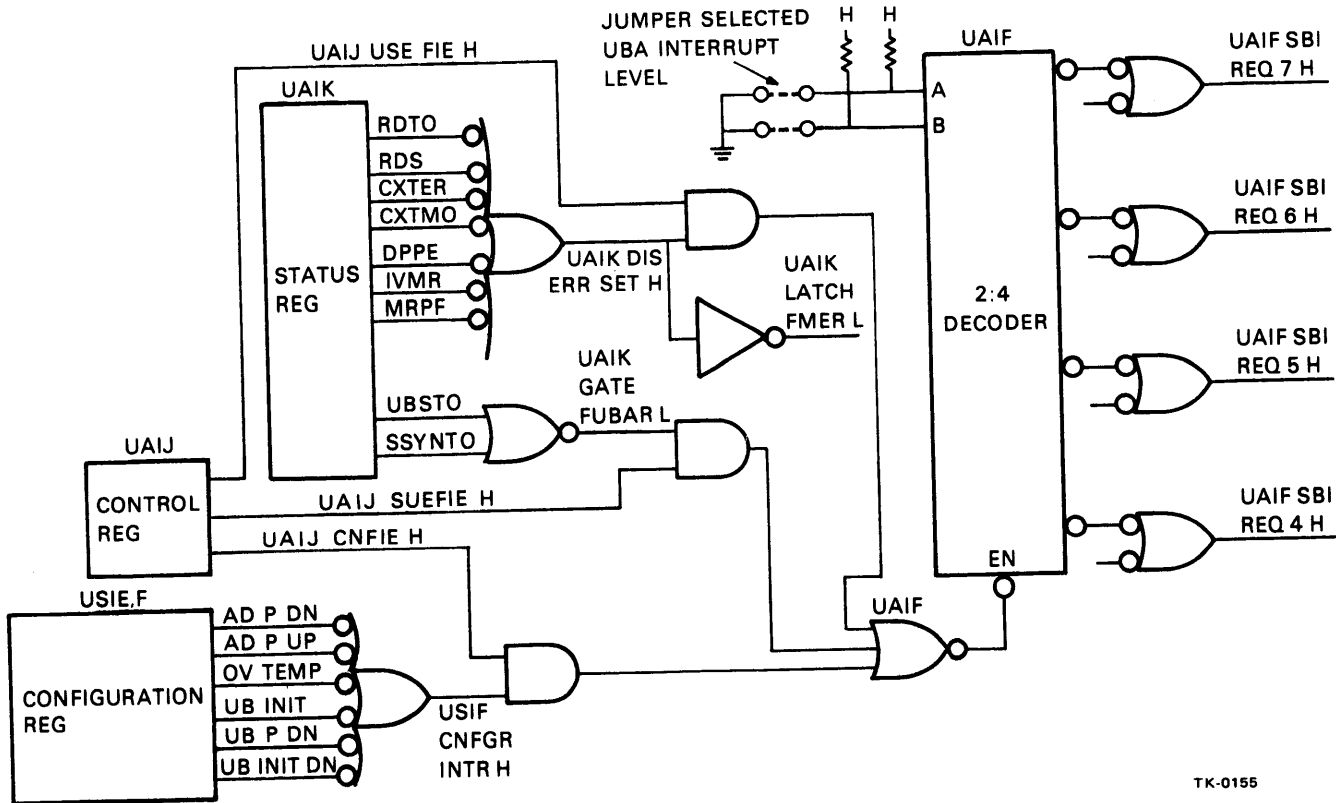 JUMPER SELECTED
UBA INTERRUPT
LEVEL
H H
UAIF
UAIF SBI
REQ 7 H
UAIJ USE FIE H
UAIK
RDTO
RDS
CXTER
CXTMO
DPPE
IVMR
MRPF
STATUS
REG
UBSTO
SSYNTO
A
B
2:4
DECODER
EN
UAIF SBI
REQ 6 H
UAIK DIS
ERR SET H
UAIK
LATCH
FMER L
UAIK
GATE
FUBAR L
UAIF SBI
REQ 5 H
UAIJ
CONTROL
REG
UAIJ SUEFIE H
UAIJ CNFIE H
UAIF SBI
REQ 4 H
USIE,F
CONFIGURATION
REG
AD P DN
AD P UP
OV TEMP
UB INIT
UB P DN
UB INIT DN
USIF
CNFGR
INTR H
UAIF
TK-0155